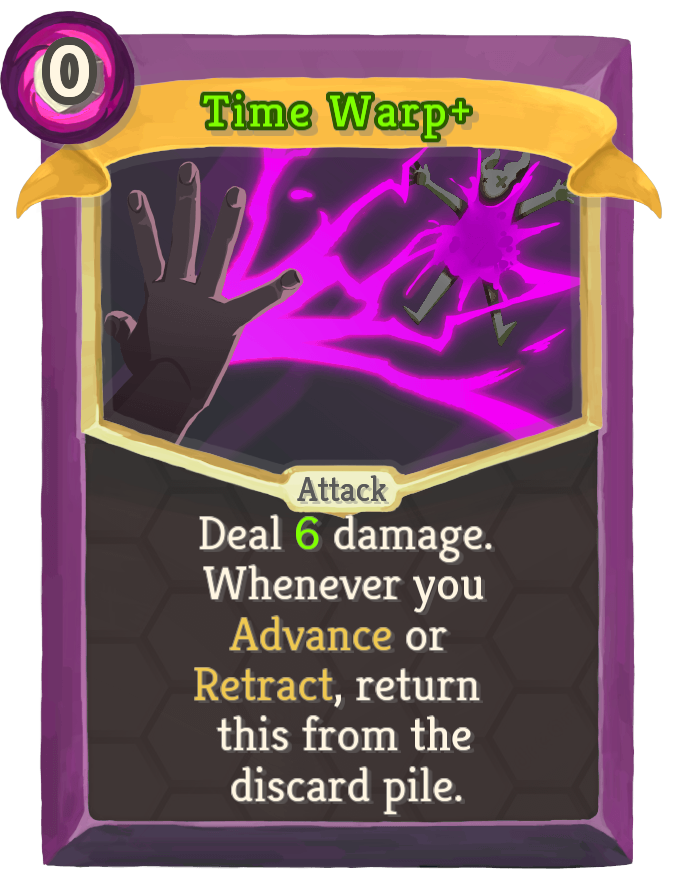 0
Time Warp+
Attack
Deal 6 damage.
Whenever you
Advance or
Retract, return
this from the
discard pile.